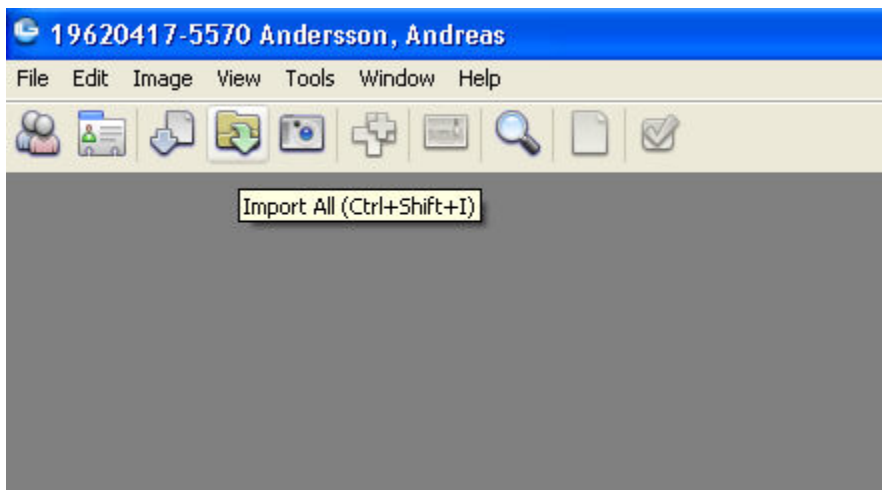 19620417-5570 Andersson, Andreas
File Edit Image View Tools Window Help
Import All (Ctrl+Shift+I)